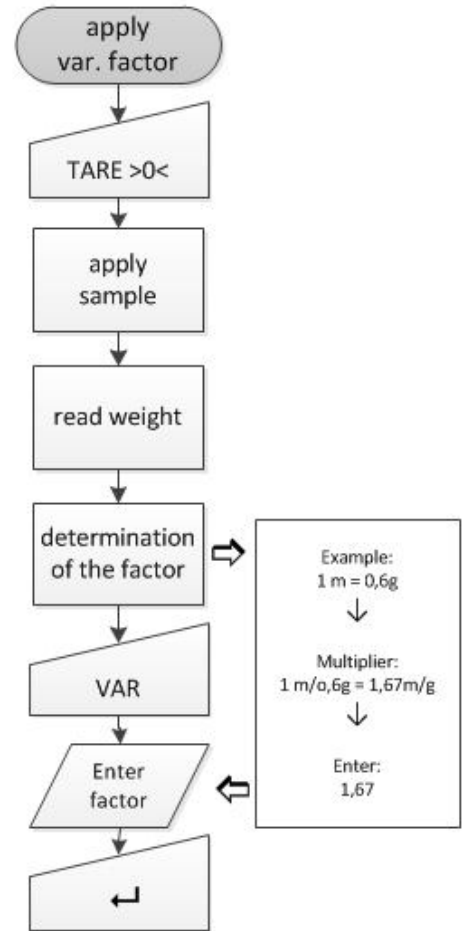 apply
var. factor
TARE >0<
apply
sample
read weight
determination
of the factor
Example:
1 m = 0,6g
Multiplier:
1 m/o,6g = 1,67m/g
Enter:
1,67
VAR
Enter
factor